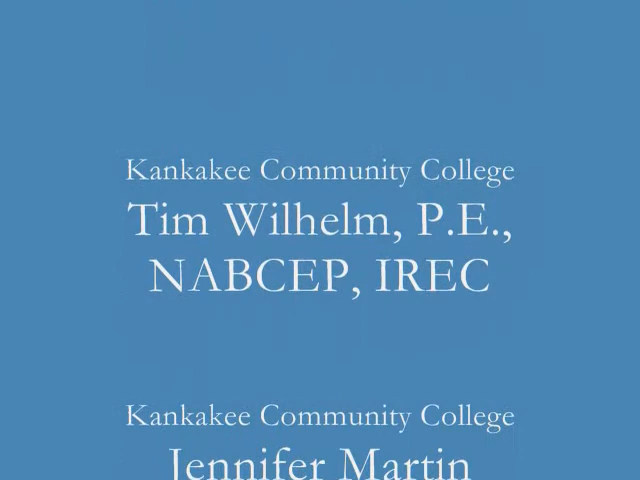 Kankakee Community College
Tim Wilhelm, P.E.,
NABCEP, IREC
Kankakee Community College
Jennifer Martin